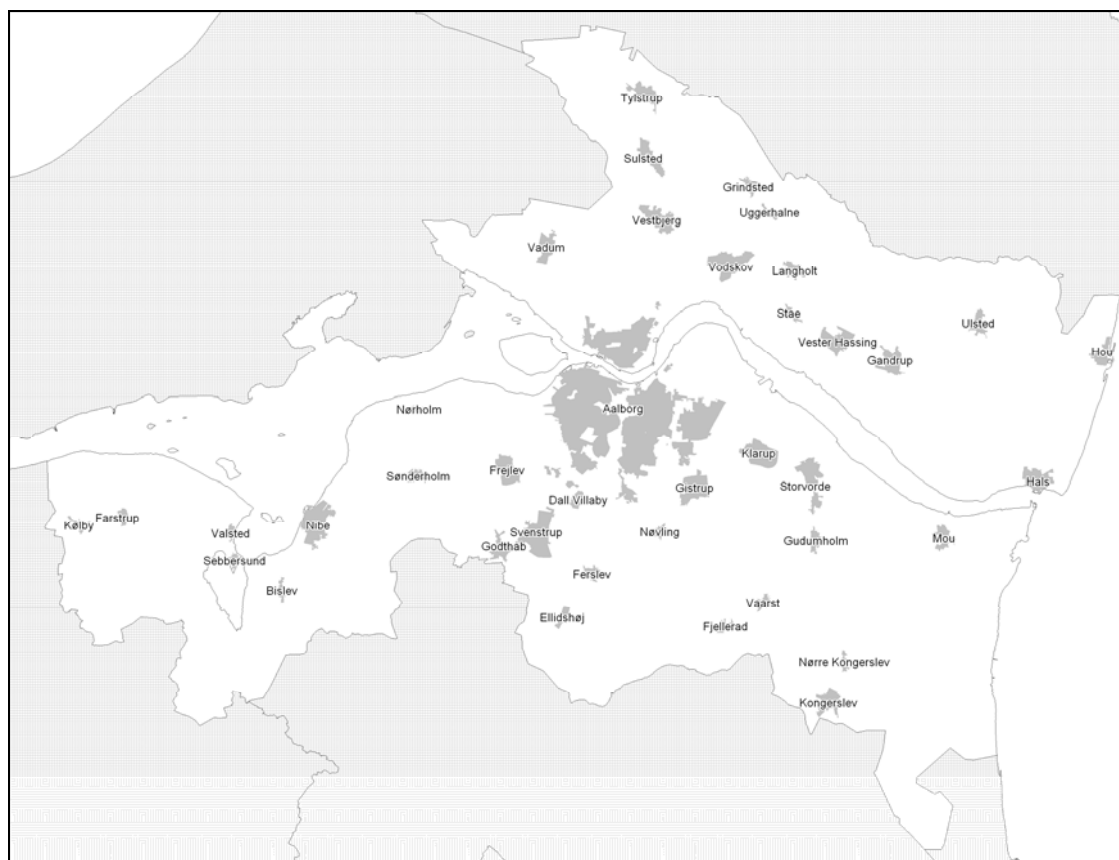 Tylstrup
Sulsted
Grindsted
Uggerhalne
Vestbjerg
Vadum
Vodskov
Langholt
Stae
Ulsted
Vester Hassing
Hou
Gandrup
Nørholm
Aalborg
Klarup
Frejlev
Sønderholm
Hals
Storvorde
Gistrup
Dall Villaby
Farstrup
Kølby
Nibe
Valsted
Svenstrup
Nøvling
Mou
Gudumholm
Godthåb
Sebbersund
Ferslev
Bislev
Vaarst
Ellidshøj
Fjellerad
Nørre Kongerslev
Kongerslev